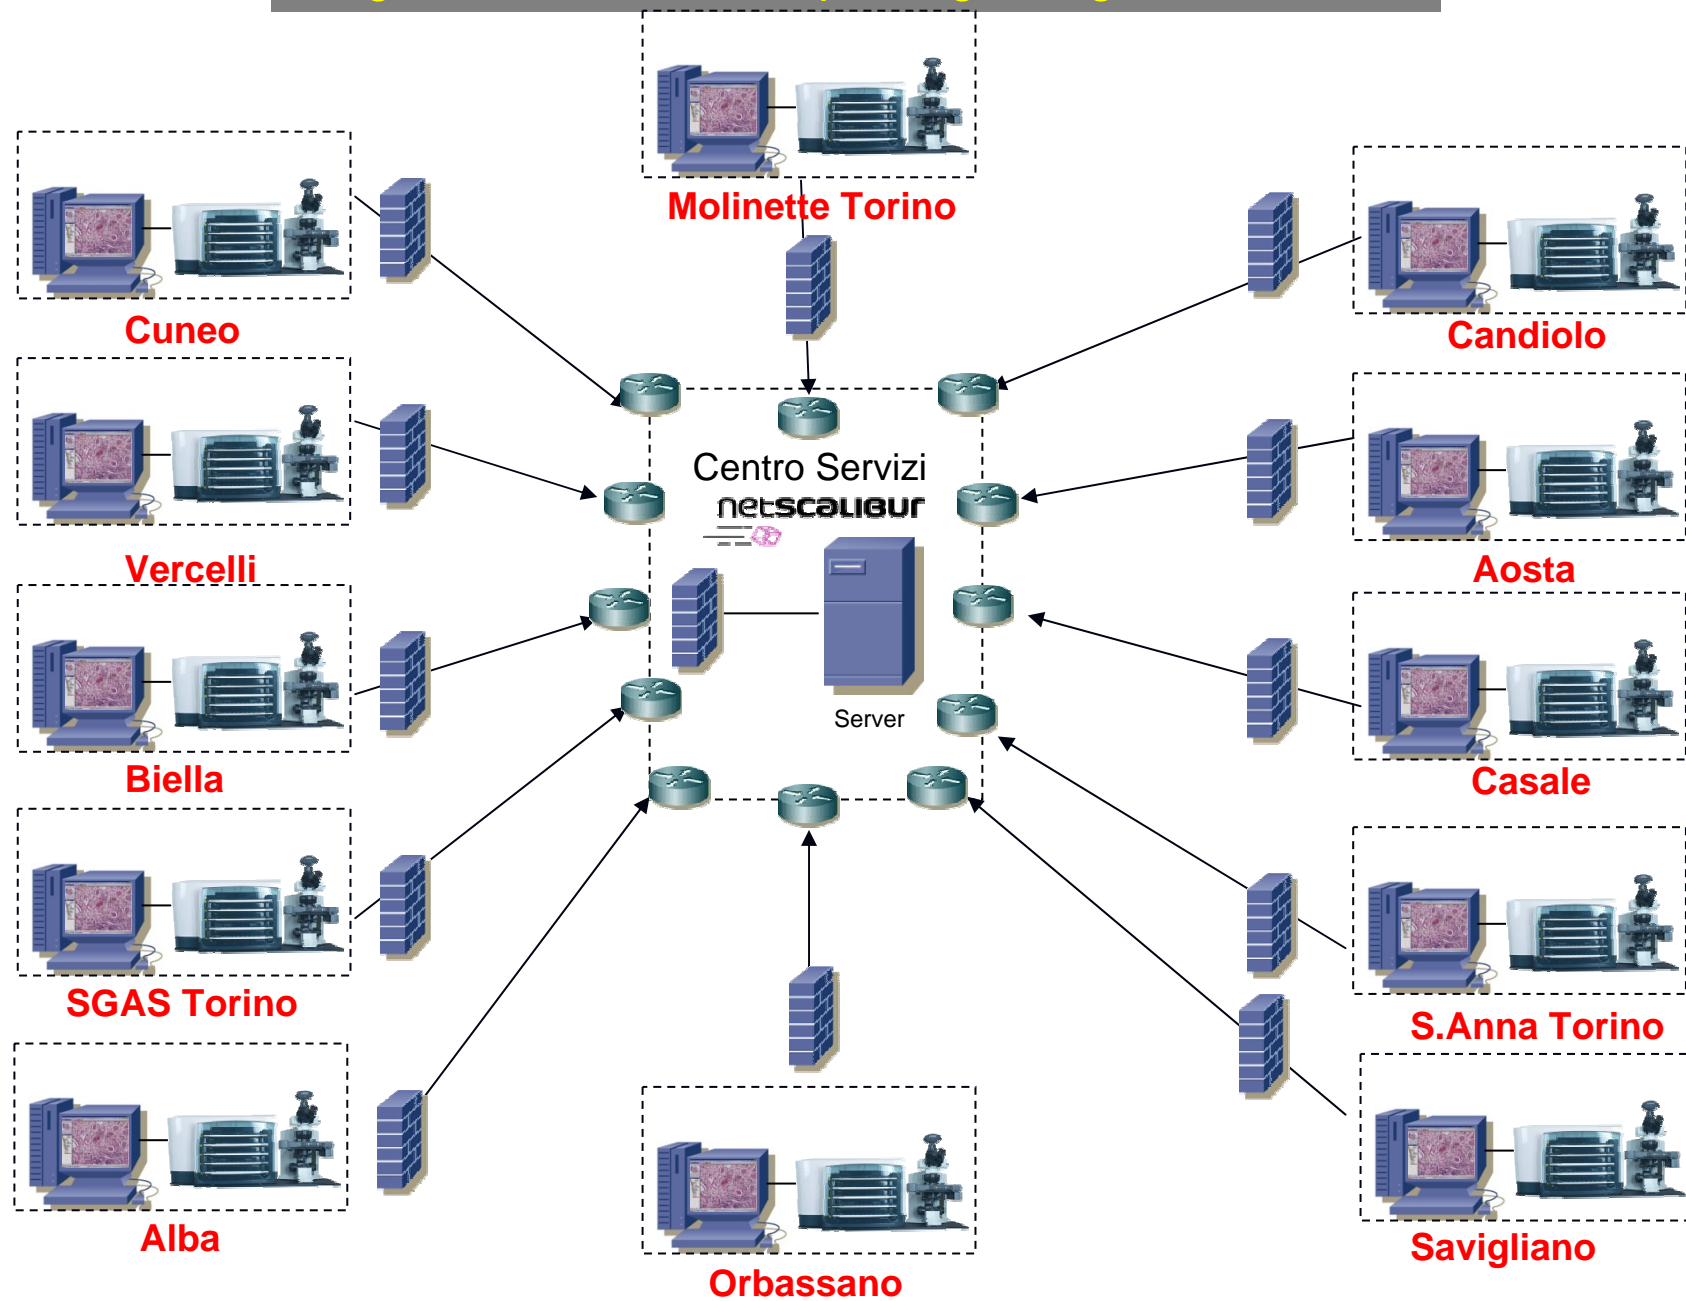 Molinette Torino
Cuneo
Candiolo
Centro Servizi
netscalibur
Vercelli
Aosta
Server
Biella
Casale
SGAS Torino
S.Anna Torino
Alba
Savigliano
Orbassano